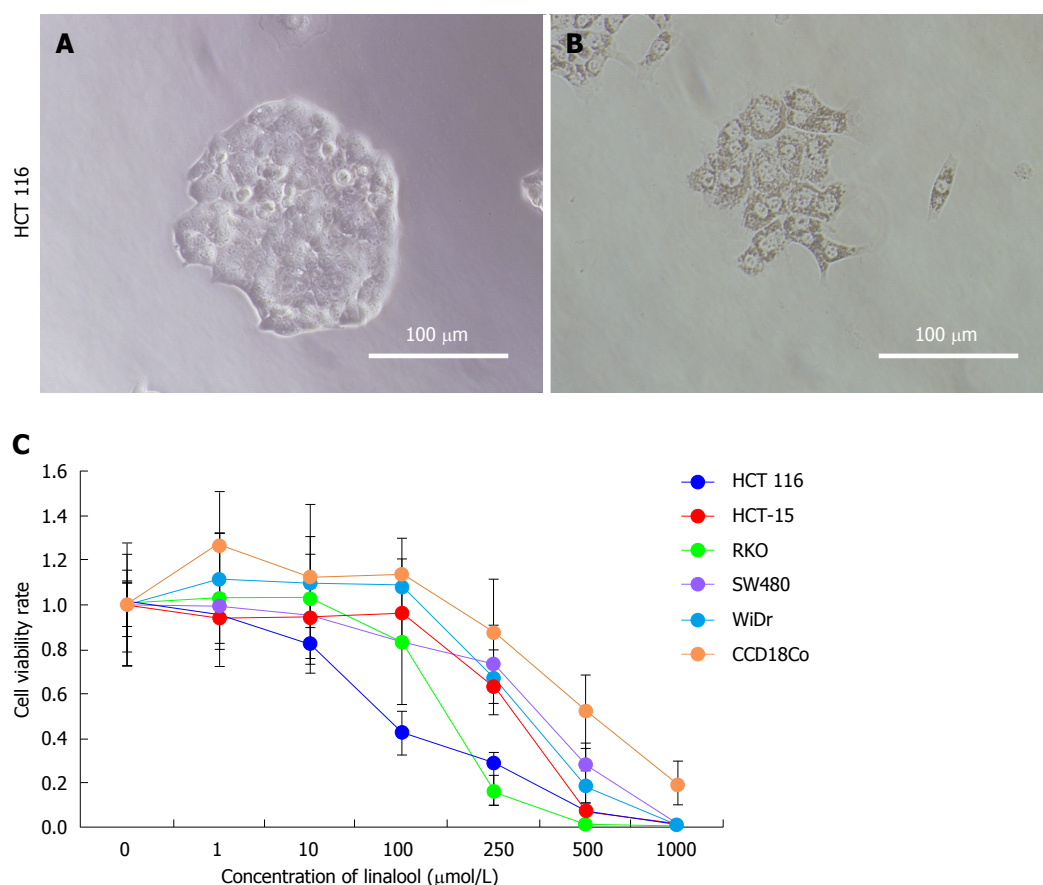 A
B
HCT 116
100 μm
100 μm
C
Cell viability rate
1.6
1.4
1.2
1.0
0.8
0.6
0.4
0.2
0.0
0 1 10 100 250 500 1000
Concentration of linalool (μmol/L)
HCT 116
HCT-15
RKO
SW480
WiDr
CCD18Co